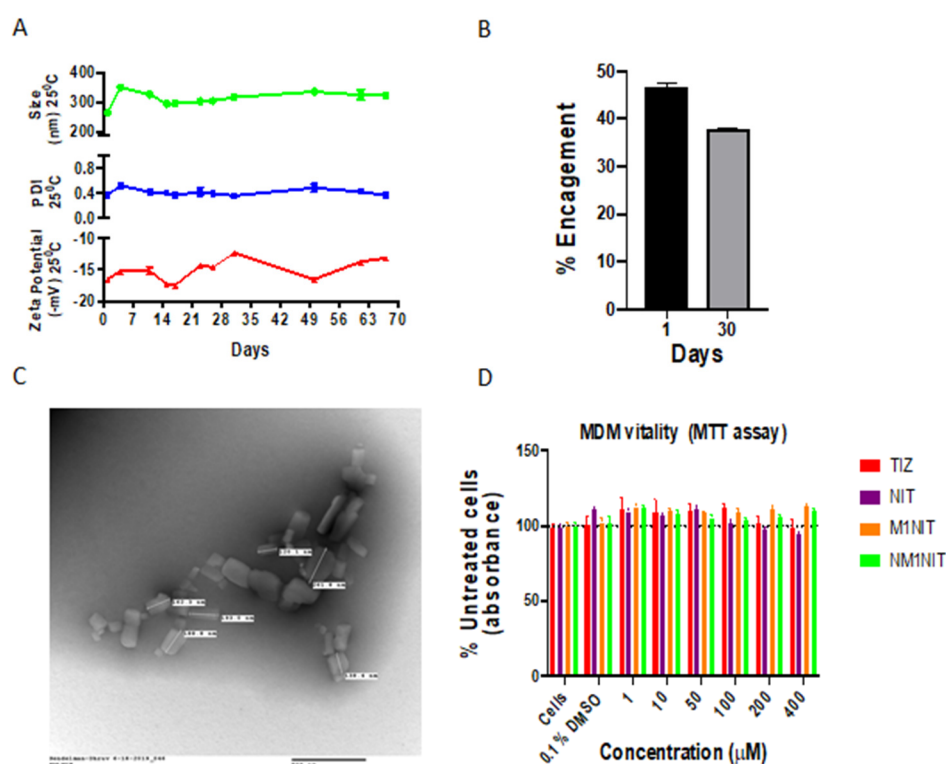 A
B
Size
(nm) 25⁰C
400
300
200
PDI
25⁰C
0.8
0.4
0.0
Zeta Potential
(-mV) 25⁰C
-10
-15
-20
0 7 14 21 28 35 42 49 56 63 70
Days
% Encagement
50
40
30
20
10
0
1 30
Days
C
D
MDM vitality (MTT assay)
% Untreated cells
(absorbance)
150
100
50
0
Cells 0.1% DMSO 1 10 50 100 200 400
Concentration (μM)
TIZ
NIT
M1NIT
NM1NIT